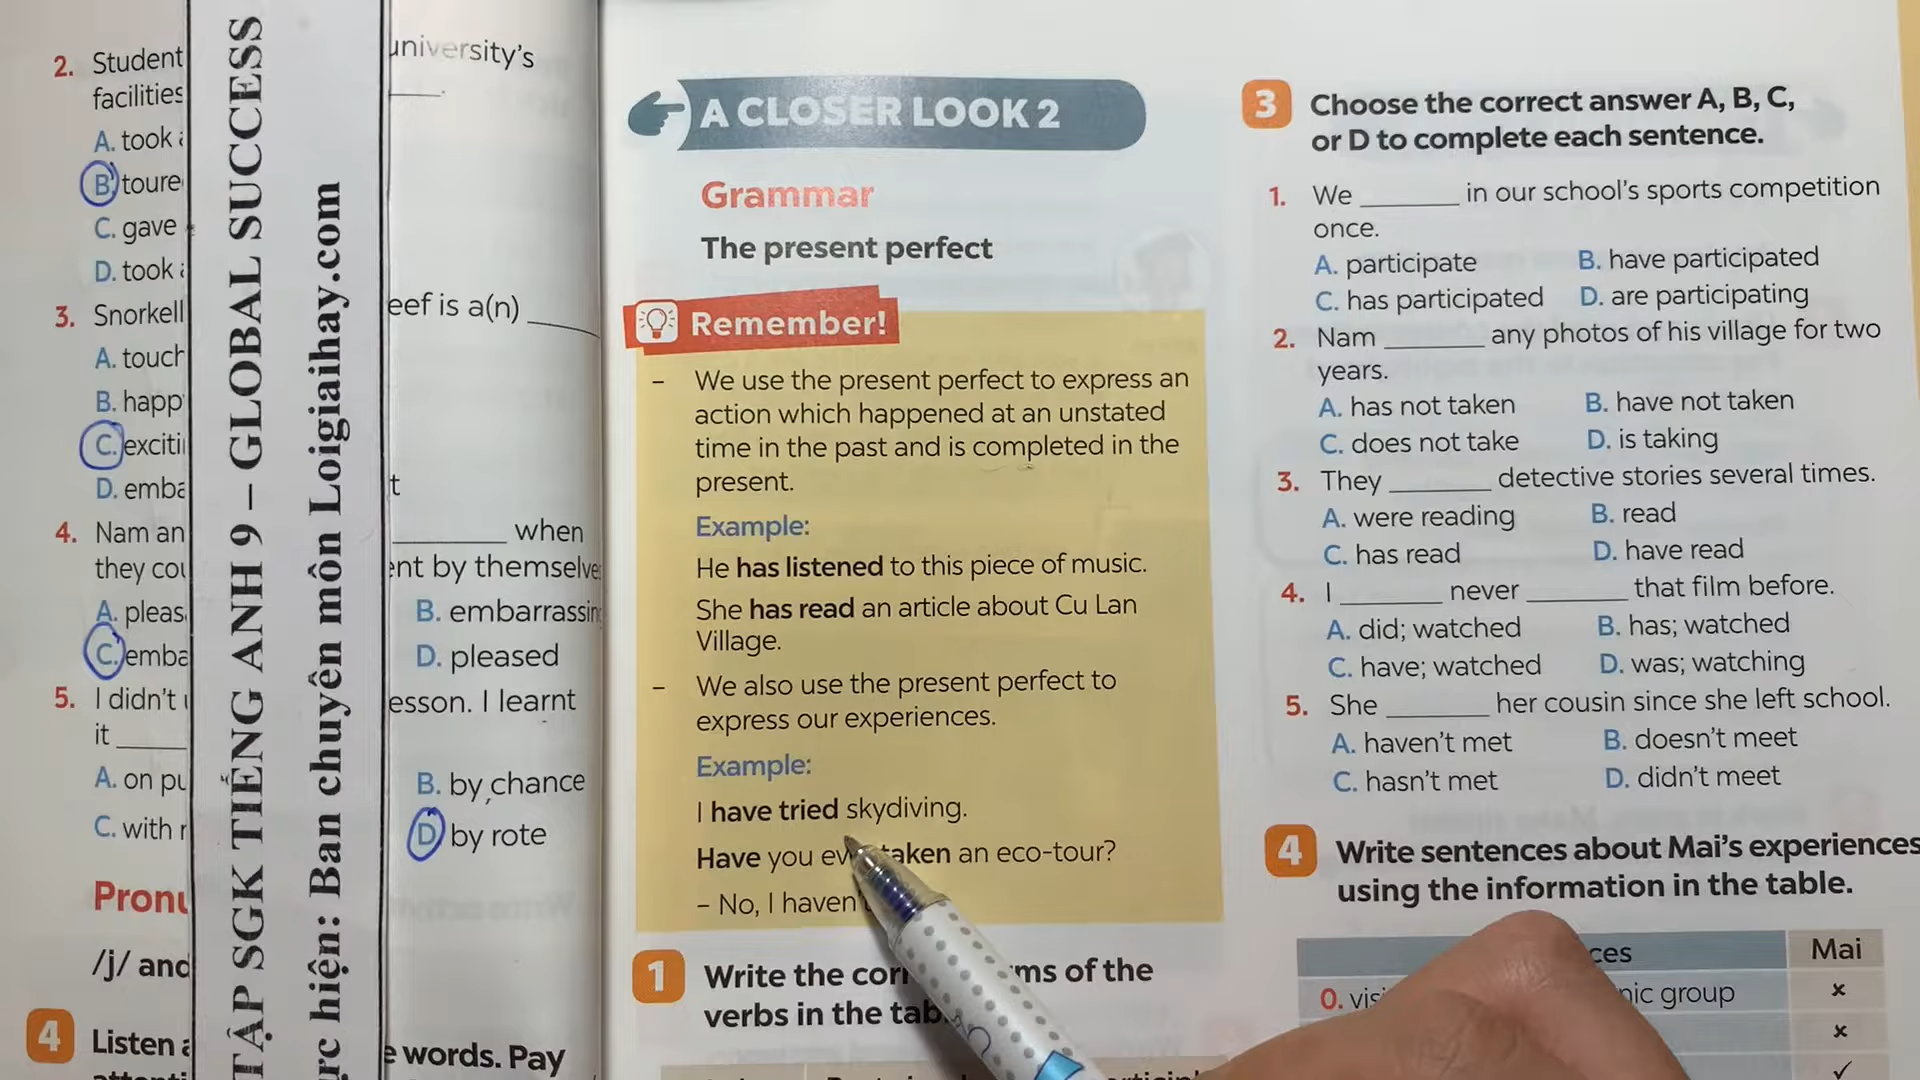 2. Student
facilities
A. took
B. toure
C. gave
D. took
3. Snorkell
A. touch
B. happ
C. exciti
D. emba
4. Nam an
they cou
A. pleas
C. emba
5. I didn't
it ______
A. on pu
C. with r
Pronu
/j/ and
4 Listen a
TẬP SGK TIẾNG ANH 9 – GLOBAL SUCCESS
ực hiện: Ban chuyên môn Loigiaihay.com
university's
____.
eef is a(n) ______
t
________ when
ent by themselve
B. embarrassin
D. pleased
esson. I learnt
B. by chance
D. by rote
e words. Pay
A CLOSER LOOK 2
Grammar
The present perfect
Remember!
– We use the present perfect to express an
action which happened at an unstated
time in the past and is completed in the
present.
Example:
He has listened to this piece of music.
She has read an article about Cu Lan
Village.
– We also use the present perfect to
express our experiences.
Example:
I have tried skydiving.
Have you ev taken an eco-tour?
– No, I haven'
1 Write the cor ms of the
verbs in the tab
3 Choose the correct answer A, B, C,
or D to complete each sentence.
1. We _______ in our school's sports competition
once.
A. participate B. have participated
C. has participated D. are participating
2. Nam _______ any photos of his village for two
years.
A. has not taken B. have not taken
C. does not take D. is taking
3. They _______ detective stories several times.
A. were reading B. read
C. has read D. have read
4. I _______ never _______ that film before.
A. did; watched B. has; watched
C. have; watched D. was; watching
5. She _______ her cousin since she left school.
A. haven't met B. doesn't meet
C. hasn't met D. didn't meet
4 Write sentences about Mai's experiences
using the information in the table.
ces Mai
0. vis nic group ×
×
✓